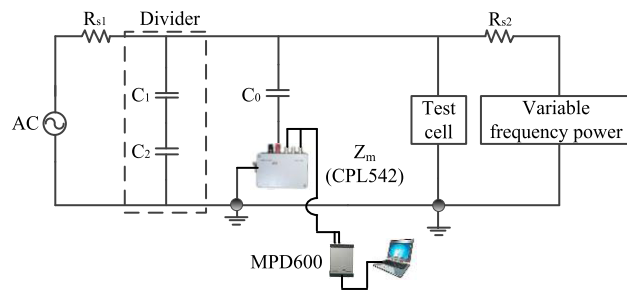 Rs1
Divider
Rs2
C1
C0
AC
Test
cell
Variable
frequency power
C2
Zm
(CPL542)
MPD600